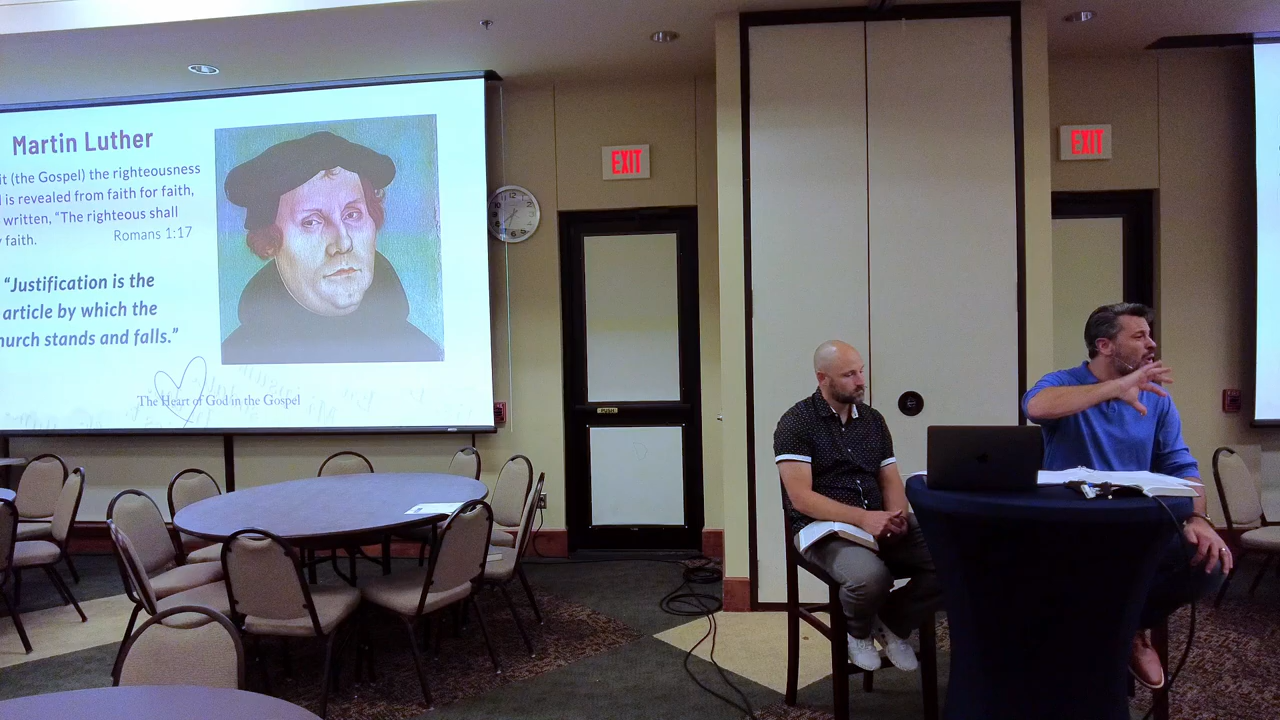 Martin Luther
it (the Gospel) the righteousness
is revealed from faith for faith,
written, "The righteous shall
faith.
Romans 1:17
"Justification is the
article by which the
hurch stands and falls."
The Heart of God in the Gospel
EXIT
EXIT
PUSH